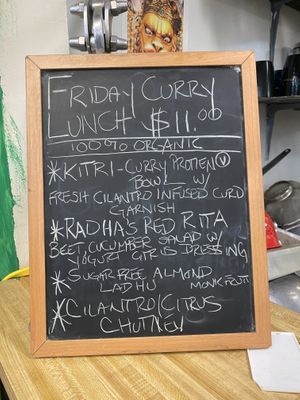 FRIDAY CURRY
LUNCH $11.00
100% ORGANIC
*KITRI-CURRY PROTIEN V
BOWL W/
FRESH CILANTRO INFUSED CURD
GARNISH
*RADHA'S RED RITA
BEET, CUCUMBER SALAD W/
YOGURT CITRUS DRESSING
*SUGAR FREE ALMOND
LADHU MONK FRUIT
*CILANTRO/CITRUS
CHUTNEY